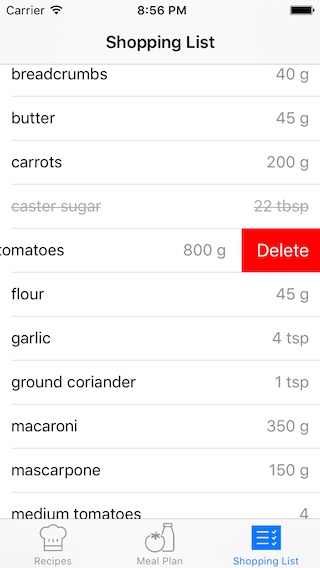 Carrier 8:56 PM
Shopping List
breadcrumbs 40 g
butter 45 g
carrots 200 g
caster sugar 22 tbsp
tomatoes 800 g Delete
flour 45 g
garlic 4 tsp
ground coriander 1 tsp
macaroni 350 g
mascarpone 150 g
medium tomatoes 4
Recipes Meal Plan Shopping List